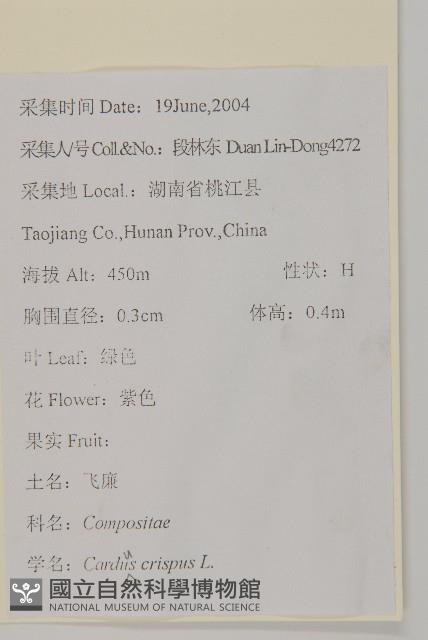 采集时间 Date：19June,2004
采集人/号 Coll.&No.：段林东 Duan Lin-Dong4272
采集地 Local.：湖南省桃江县
Taojiang Co.,Hunan Prov.,China
海拔 Alt：450m 性状：H
胸围直径：0.3cm 体高：0.4m
叶 Leaf：绿色
花 Flower：紫色
果实 Fruit：
土名：飞廉
科名：Compositae
学名：Carduus crispus L.
國立自然科學博物館
NATIONAL MUSEUM OF NATURAL SCIENCE